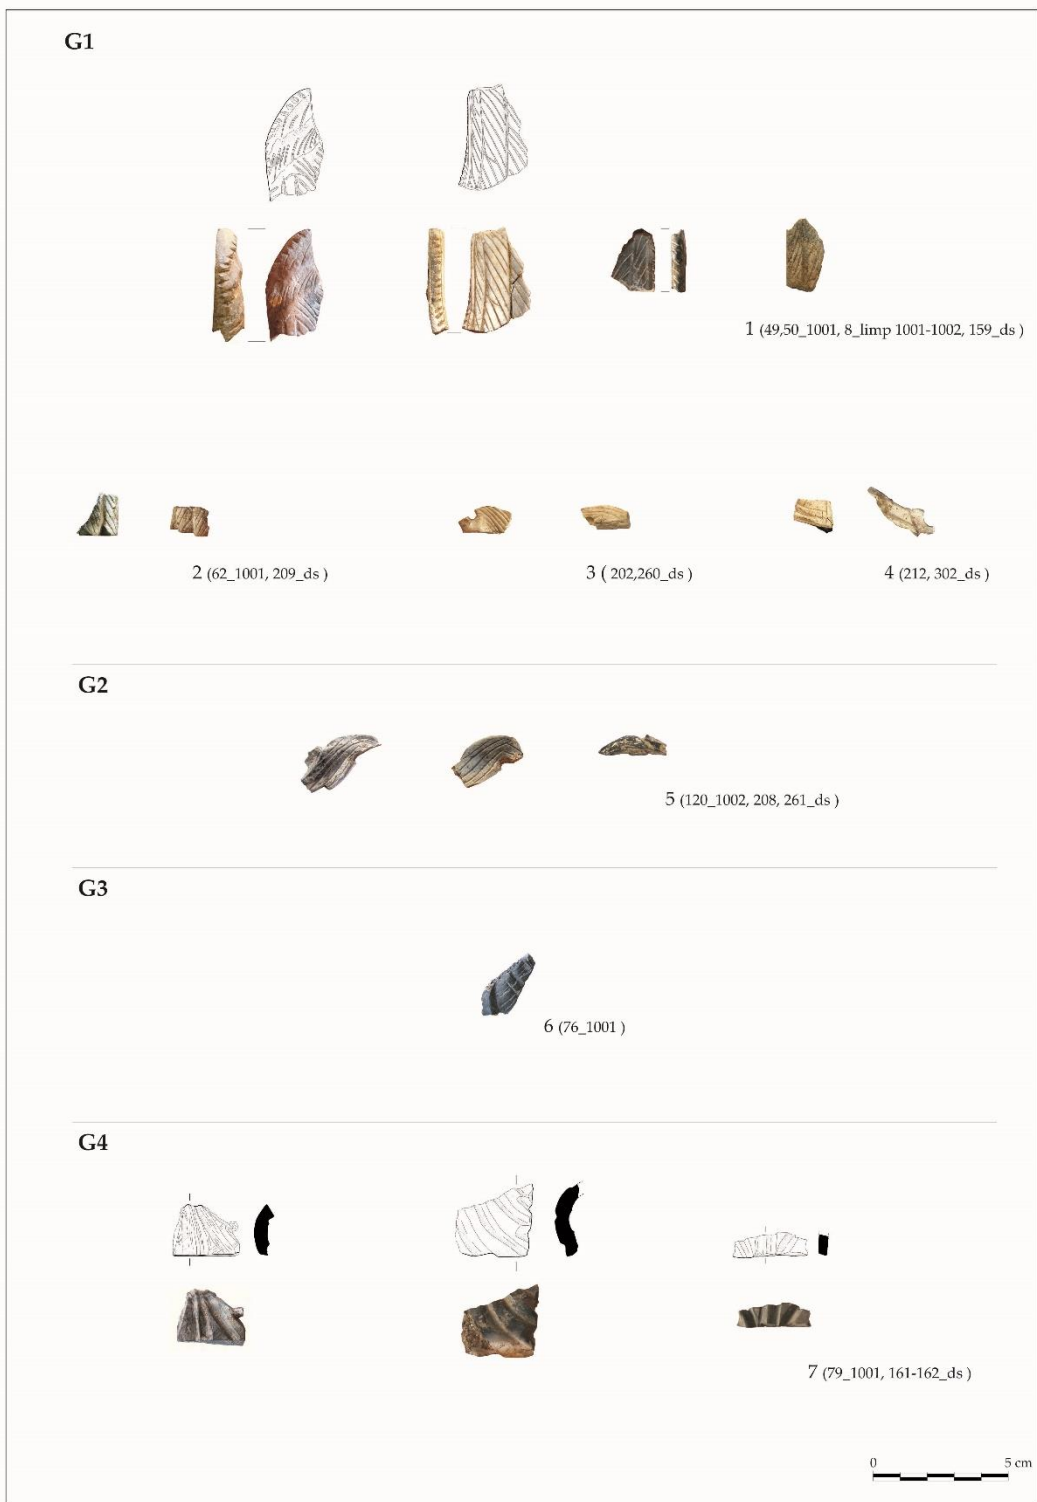 G1
1 (49,50_1001, 8_limp 1001-1002, 159_ds )
2 (62_1001, 209_ds )
3 ( 202,260_ds )
4 (212, 302_ds )
G2
5 (120_1002, 208, 261_ds )
G3
6 (76_1001 )
G4
7 (79_1001, 161-162_ds )
0 5 cm